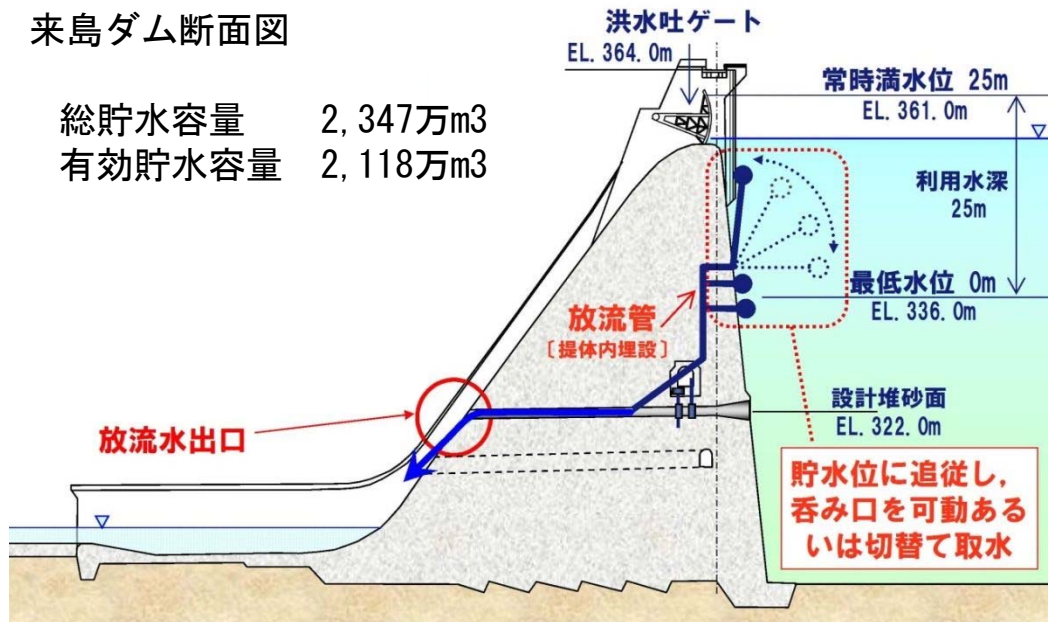 来島ダム断面図
総貯水容量 2,347万m3
有効貯水容量 2,118万m3
洪水吐ゲート
EL.364.0m
常時満水位 25m
EL.361.0m
利用水深
25m
最低水位 0m
EL.336.0m
放流管
[提体内埋設]
設計堆砂面
EL.322.0m
放流水出口
貯水位に追従し,
呑み口を可動ある
いは切替て取水